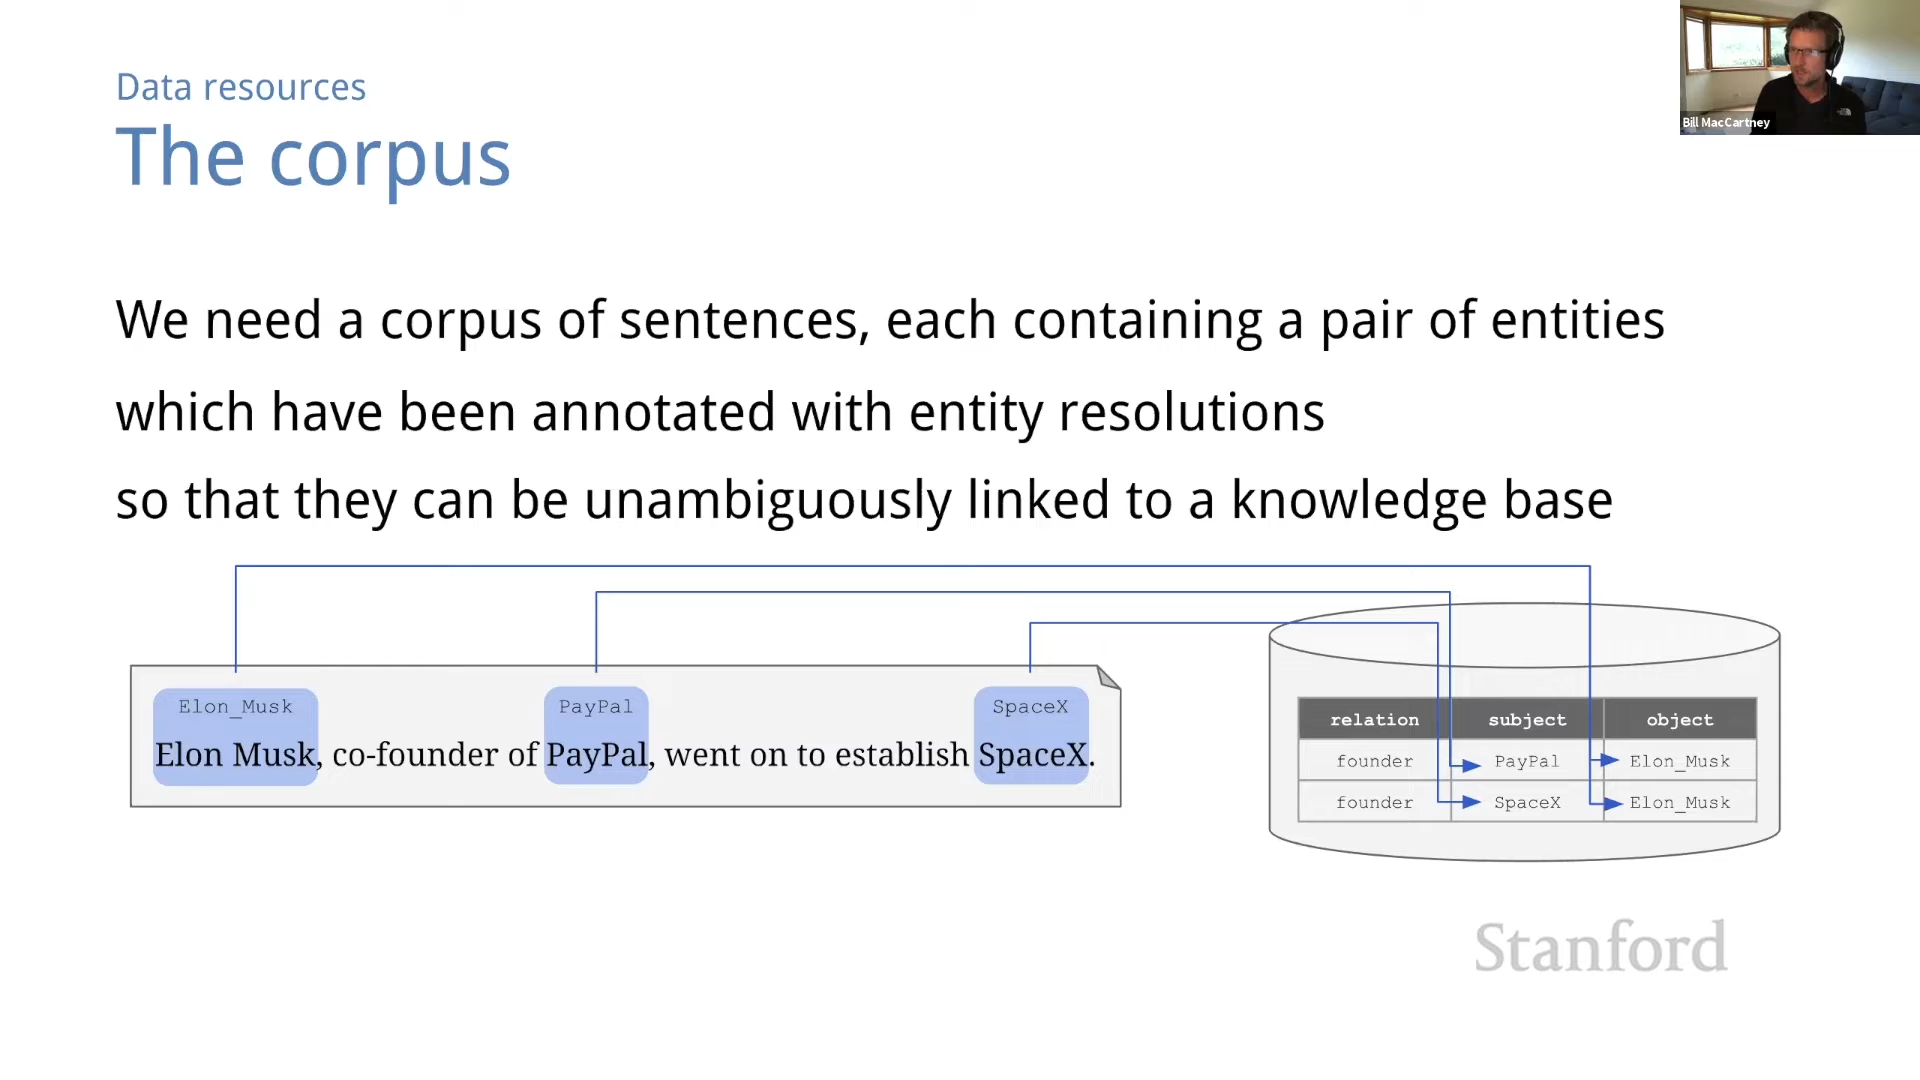 Data resources
The corpus
Bill MacCartney
We need a corpus of sentences, each containing a pair of entities
which have been annotated with entity resolutions
so that they can be unambiguously linked to a knowledge base
Elon_Musk PayPal SpaceX
Elon Musk, co-founder of PayPal, went on to establish SpaceX.
relation subject object
founder PayPal Elon_Musk
founder SpaceX Elon_Musk
Stanford